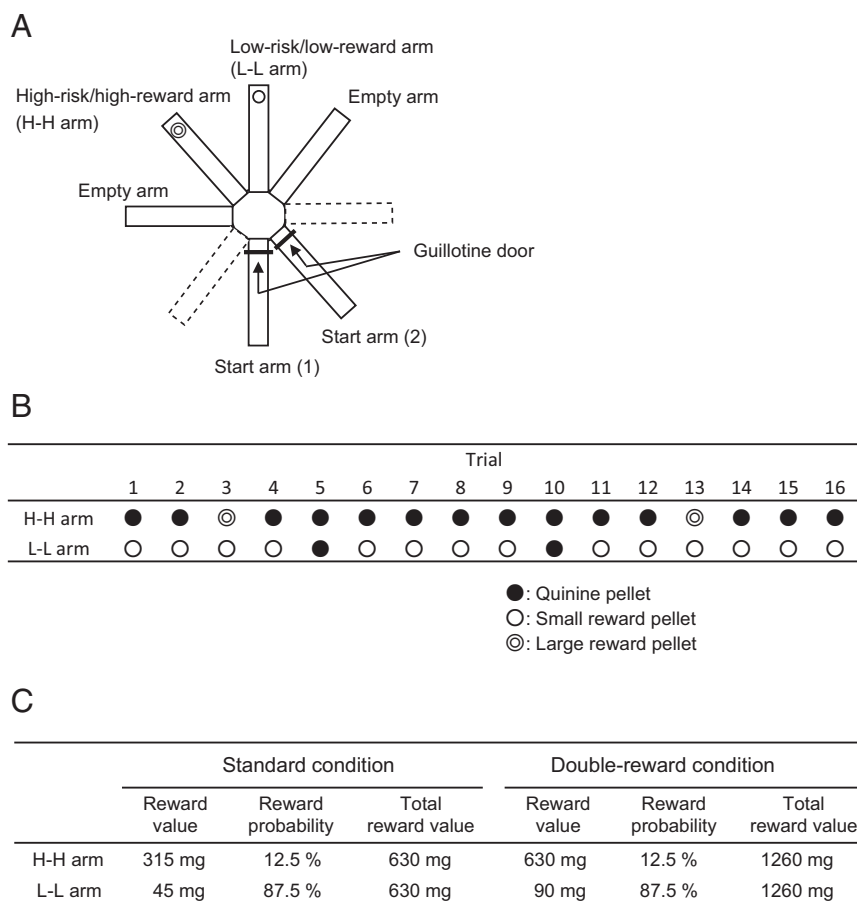 A
Low-risk/low-reward arm
(L-L arm)
High-risk/high-reward arm
(H-H arm)
Empty arm
Empty arm
Guillotine door
Start arm (2)
Start arm (1)
B
Trial
1 2 3 4 5 6 7 8 9 10 11 12 13 14 15 16
H-H arm
L-L arm
: Quinine pellet
: Small reward pellet
: Large reward pellet
C
Standard condition Double-reward condition
Reward Reward Total Reward Reward Total
value probability reward value value probability reward value
H-H arm 315 mg 12.5 % 630 mg 630 mg 12.5 % 1260 mg
L-L arm 45 mg 87.5 % 630 mg 90 mg 87.5 % 1260 mg